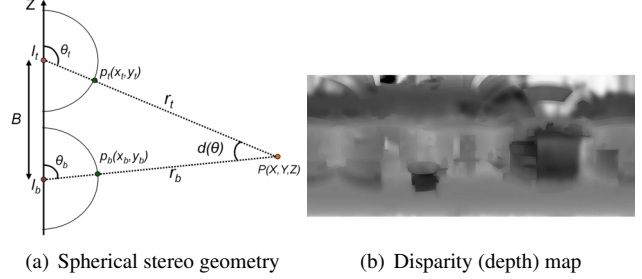 Z
I_t
θ_t
p_t(x_t,y_t)
r_t
B
d(θ)
p_b(x_b,y_b)
θ_b
P(X,Y,Z)
I_b
r_b
(a) Spherical stereo geometry
(b) Disparity (depth) map